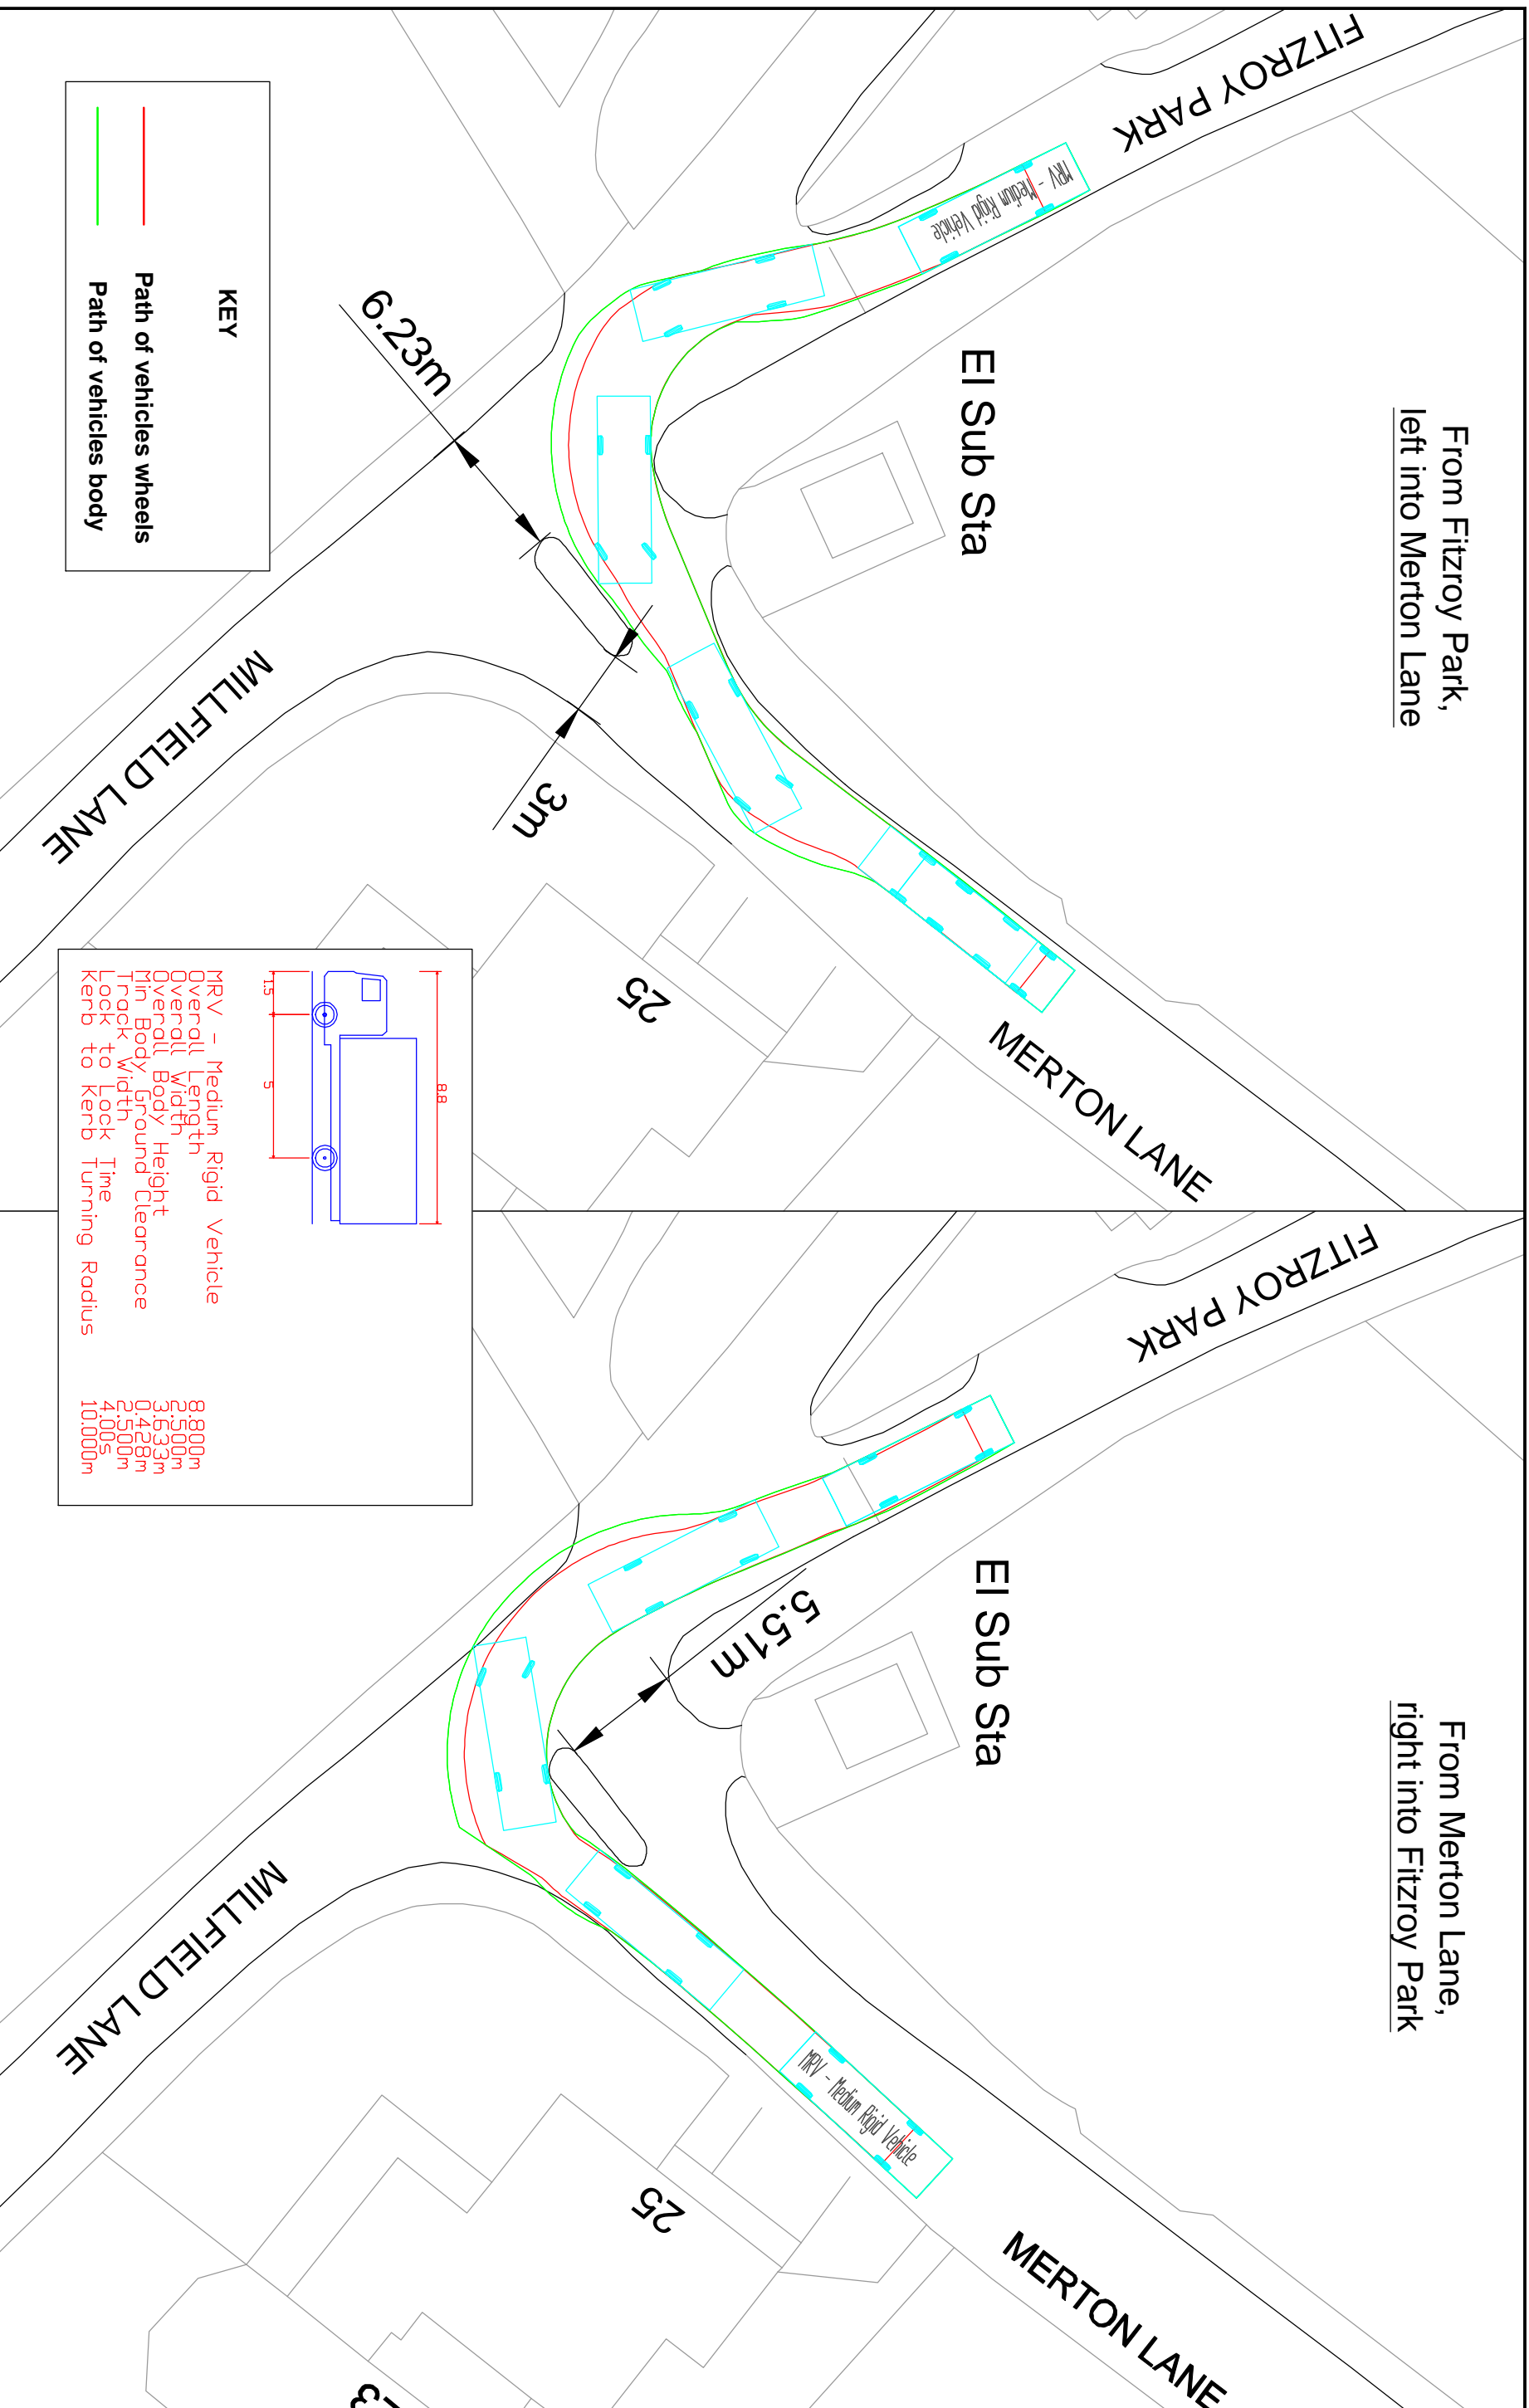 From Fitzroy Park,
left into Merton Lane
FITZROY PARK
MRV - Medium Rigid Vehicle
El Sub Sta
6.23m
3m
MERTON LANE
MILLFIELD LANE
25
KEY
Path of vehicles wheels
Path of vehicles body
8.8
1.5
5
MRV - Medium Rigid Vehicle
Overall Length 8.800m
Overall Width 2.500m
Overall Body Height 3.633m
Min Body Ground Clearance 0.428m
Track Width 2.500m
Lock to Lock Time 4.00s
Kerb to Kerb Turning Radius 10.000m
From Merton Lane,
right into Fitzroy Park
FITZROY PARK
El Sub Sta
5.51m
MRV - Medium Rigid Vehicle
MERTON LANE
MILLFIELD LANE
25